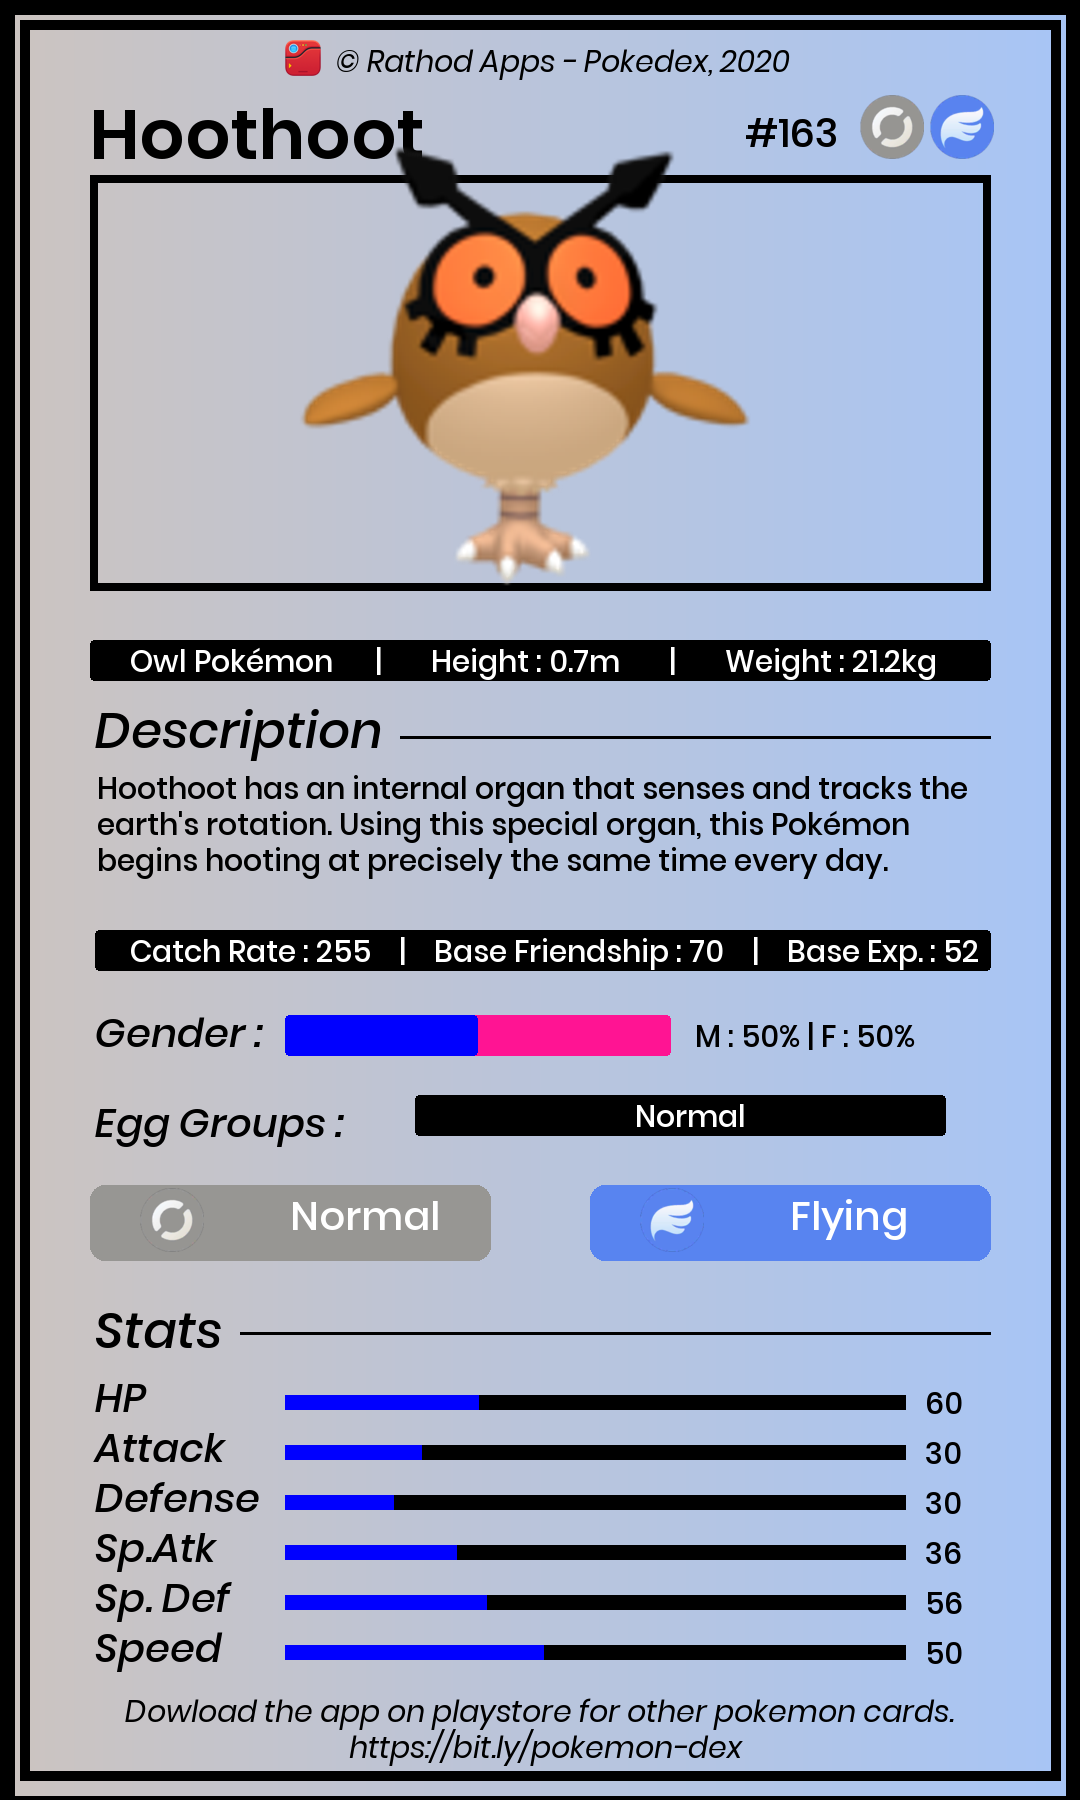 © Rathod Apps - Pokedex, 2020
Hoothoot #163
Owl Pokémon | Height : 0.7m | Weight : 21.2kg
Description
Hoothoot has an internal organ that senses and tracks the
earth's rotation. Using this special organ, this Pokémon
begins hooting at precisely the same time every day.
Catch Rate : 255 | Base Friendship : 70 | Base Exp. : 52
Gender : M : 50% | F : 50%
Egg Groups : Normal
Normal Flying
Stats
HP 60
Attack 30
Defense 30
Sp.Atk 36
Sp. Def 56
Speed 50
Dowload the app on playstore for other pokemon cards.
https://bit.ly/pokemon-dex